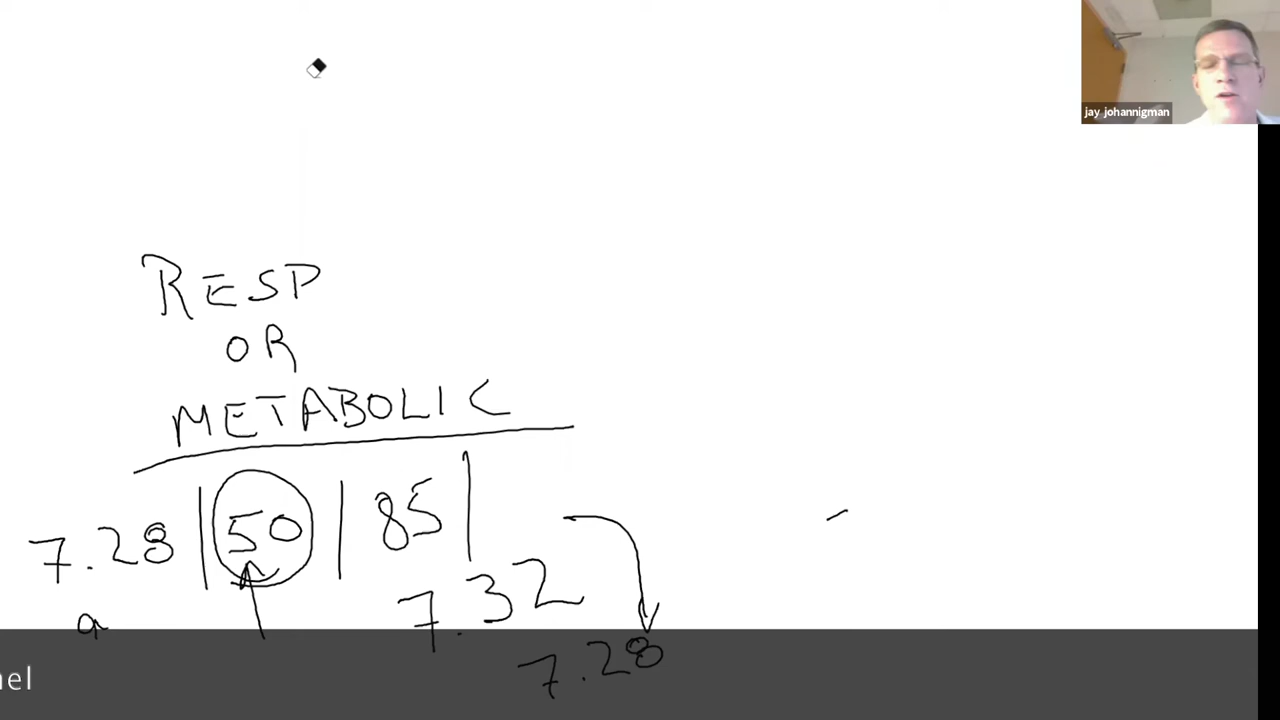 jay johannigman
RESP
OR
METABOLIC
7.28 | 50 | 85 |
7.32
a
7.28
nel